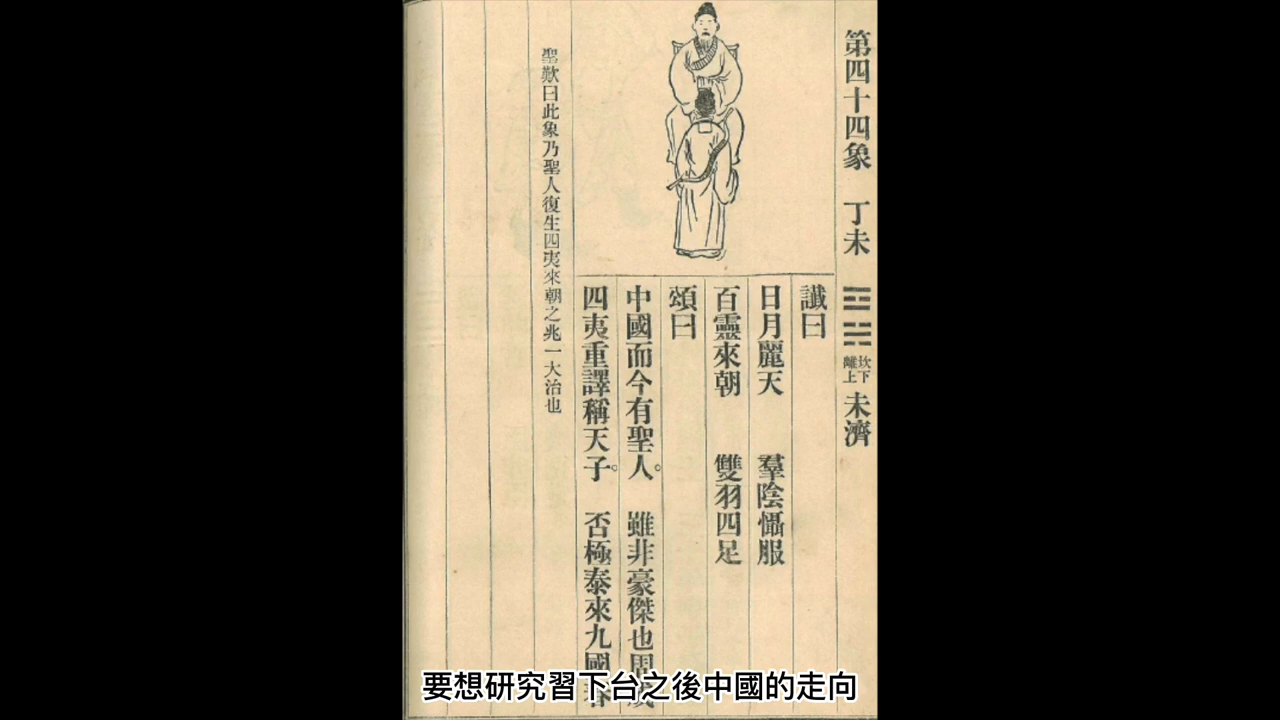 第四十四象 丁未 ䷿ 坎下離上 未濟
讖曰
日月麗天 羣陰懾服
百靈來朝 雙羽四足
頌曰
中國而今有聖人。 雖非豪傑也周成
四夷重譯稱天子。 否極泰來九國春
聖歎曰此象乃聖人復生四夷來朝之兆一大治也
要想研究習下台之後中國的走向